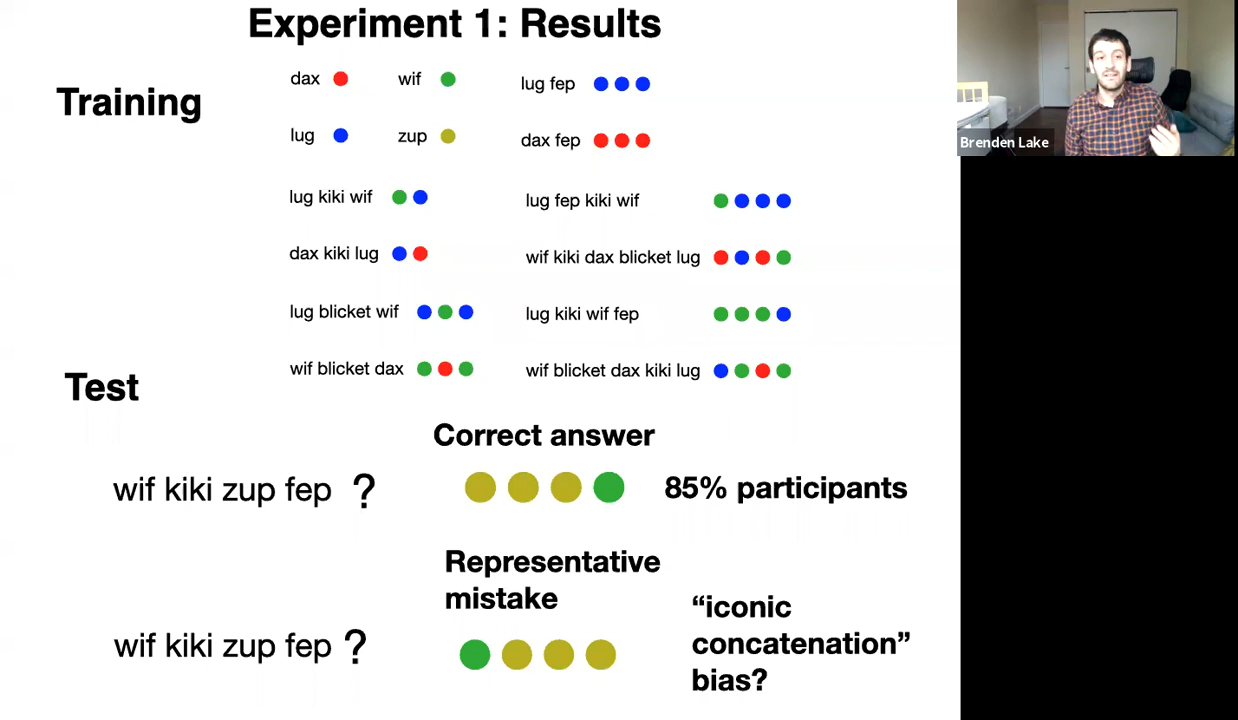 Experiment 1: Results
Training
dax
wif
lug fep
lug
zup
dax fep
lug kiki wif
lug fep kiki wif
dax kiki lug
wif kiki dax blicket lug
lug blicket wif
lug kiki wif fep
wif blicket dax
wif blicket dax kiki lug
Test
Correct answer
wif kiki zup fep ?
85% participants
Representative
mistake
wif kiki zup fep ?
“iconic
concatenation”
bias?
Brenden Lake